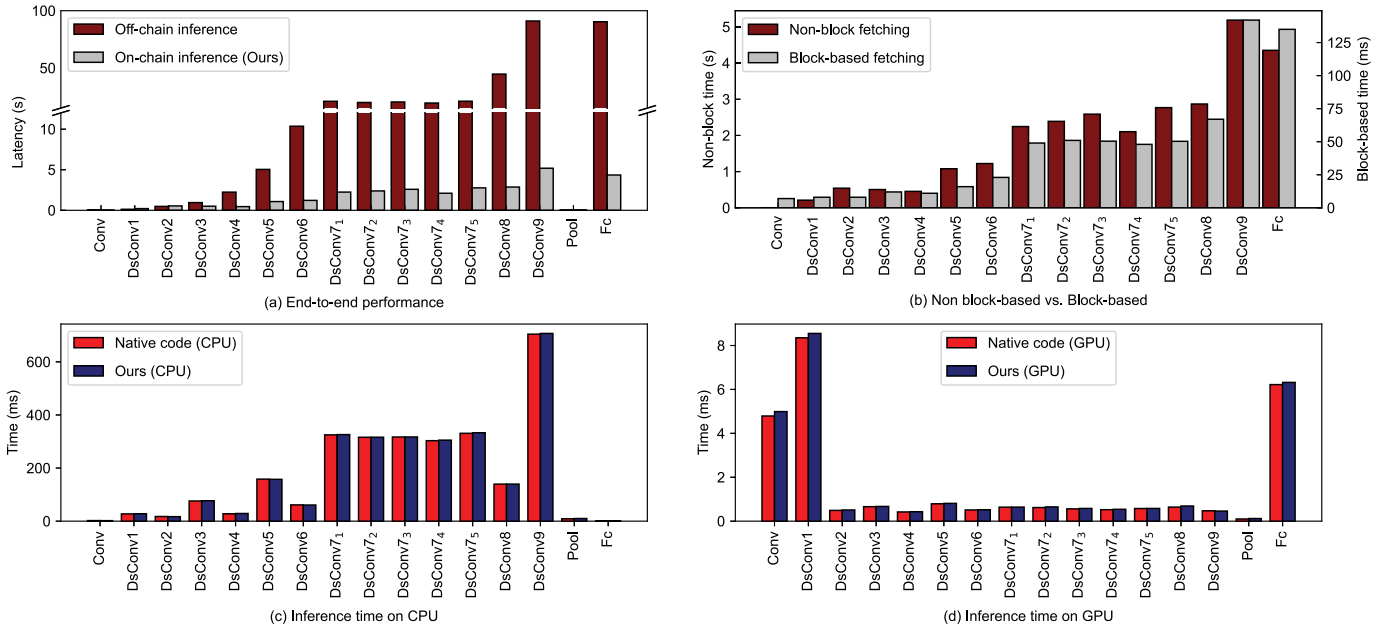 100
50
10
5
0
Latency (s)
Off-chain inference
On-chain inference (Ours)
Conv
DsConv1
DsConv2
DsConv3
DsConv4
DsConv5
DsConv6
DsConv7₁
DsConv7₂
DsConv7₃
DsConv7₄
DsConv7₅
DsConv8
DsConv9
Pool
Fc
(a) End-to-end performance
5
4
3
2
1
0
Non-block time (s)
Non-block fetching
Block-based fetching
125
100
75
50
25
0
Block-based time (ms)
Conv
DsConv1
DsConv2
DsConv3
DsConv4
DsConv5
DsConv6
DsConv7₁
DsConv7₂
DsConv7₃
DsConv7₄
DsConv7₅
DsConv8
DsConv9
Fc
(b) Non block-based vs. Block-based
600
400
200
0
Time (ms)
Native code (CPU)
Ours (CPU)
Conv
DsConv1
DsConv2
DsConv3
DsConv4
DsConv5
DsConv6
DsConv7₁
DsConv7₂
DsConv7₃
DsConv7₄
DsConv7₅
DsConv8
DsConv9
Pool
Fc
(c) Inference time on CPU
8
6
4
2
0
Time (ms)
Native code (GPU)
Ours (GPU)
Conv
DsConv1
DsConv2
DsConv3
DsConv4
DsConv5
DsConv6
DsConv7₁
DsConv7₂
DsConv7₃
DsConv7₄
DsConv7₅
DsConv8
DsConv9
Pool
Fc
(d) Inference time on GPU